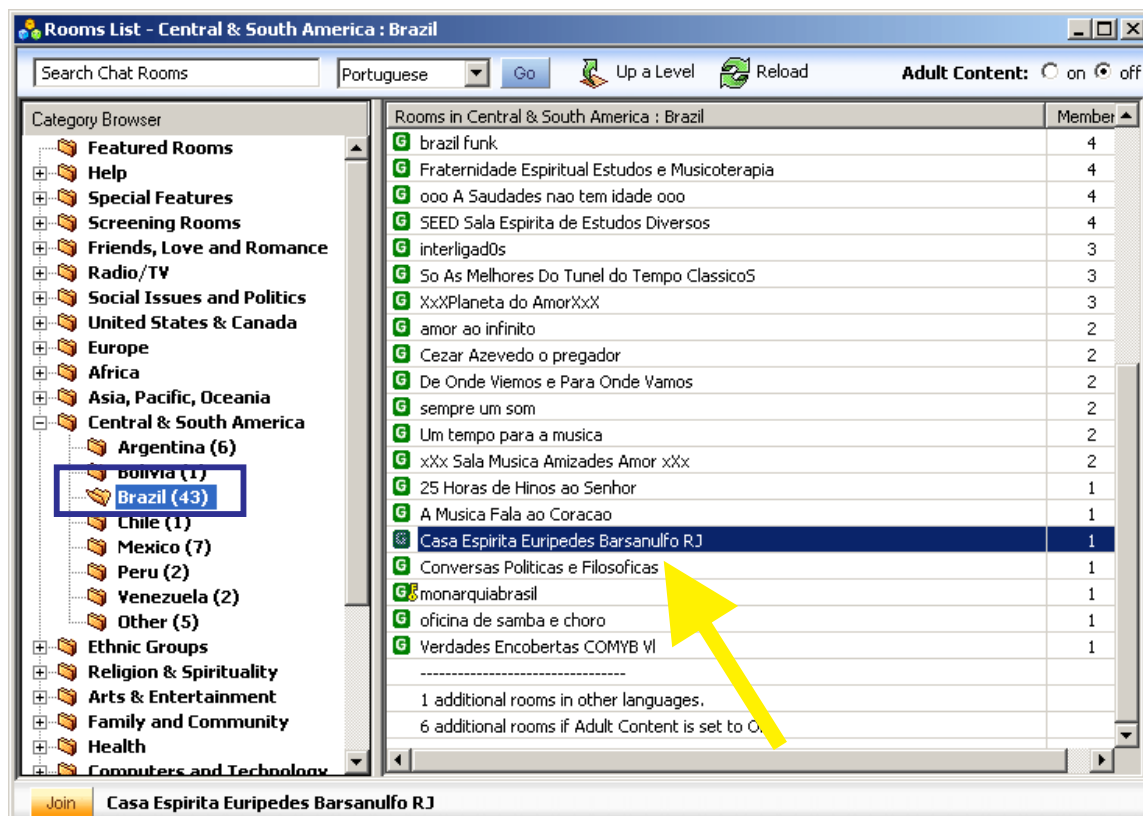 Rooms List - Central & South America : Brazil
Search Chat Rooms Portuguese Go Up a Level Reload Adult Content: on off
Category Browser
Featured Rooms
Help
Special Features
Screening Rooms
Friends, Love and Romance
Radio/TV
Social Issues and Politics
United States & Canada
Europe
Africa
Asia, Pacific, Oceania
Central & South America
Argentina (6)
Bolivia (1)
Brazil (43)
Chile (1)
Mexico (7)
Peru (2)
Venezuela (2)
Other (5)
Ethnic Groups
Religion & Spirituality
Arts & Entertainment
Family and Community
Health
Computers and Technology
Rooms in Central & South America : Brazil Member
G brazil funk 4
G Fraternidade Espiritual Estudos e Musicoterapia 4
G ooo A Saudades nao tem idade ooo 4
G SEED Sala Espirita de Estudos Diversos 4
G interligad0s 3
G So As Melhores Do Tunel do Tempo ClassicoS 3
G XxXPlaneta do AmorXxX 3
G amor ao infinito 2
G Cezar Azevedo o pregador 2
G De Onde Viemos e Para Onde Vamos 2
G sempre um som 2
G Um tempo para a musica 2
G xXx Sala Musica Amizades Amor xXx 2
G 25 Horas de Hinos ao Senhor 1
G A Musica Fala ao Coracao 1
G Casa Espirita Euripedes Barsanulfo RJ 1
G Conversas Politicas e Filosoficas 1
G monarquiabrasil 1
G oficina de samba e choro 1
G Verdades Encobertas COMYB Vl 1
---------------------------------
1 additional rooms in other languages.
6 additional rooms if Adult Content is set to
Join Casa Espirita Euripedes Barsanulfo RJ